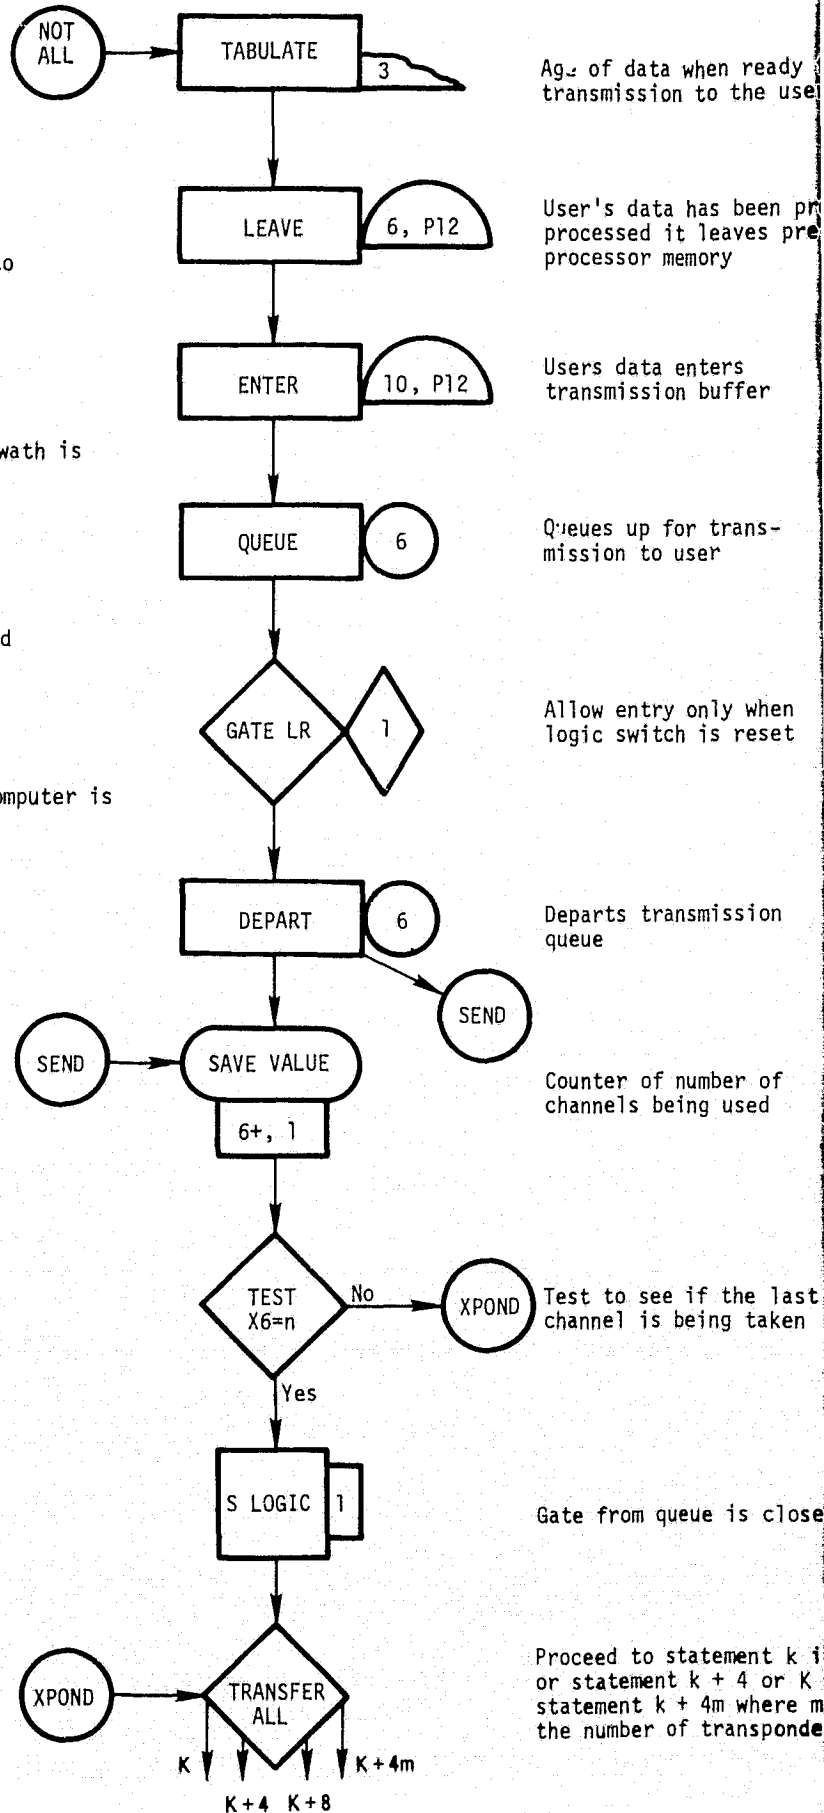 NOT
ALL
TABULATE
3
Age of data when ready
transmission to the use
LEAVE
6, P12
User's data has been pr
processed it leaves pre
processor memory
ENTER
10, P12
Users data enters
transmission buffer
wath is
QUEUE
6
Queues up for trans-
mission to user
d
GATE LR
1
Allow entry only when
logic switch is reset
omputer is
DEPART
6
Departs transmission
queue
SEND
SEND
SAVE VALUE
6+, 1
Counter of number of
channels being used
TEST
X6=n
No
XPOND
Test to see if the last
channel is being taken
Yes
S LOGIC
1
Gate from queue is close
XPOND
TRANSFER
ALL
Proceed to statement k i
or statement k + 4 or K
statement k + 4m where m
the number of transponde
K
K+4
K+8
K+4m